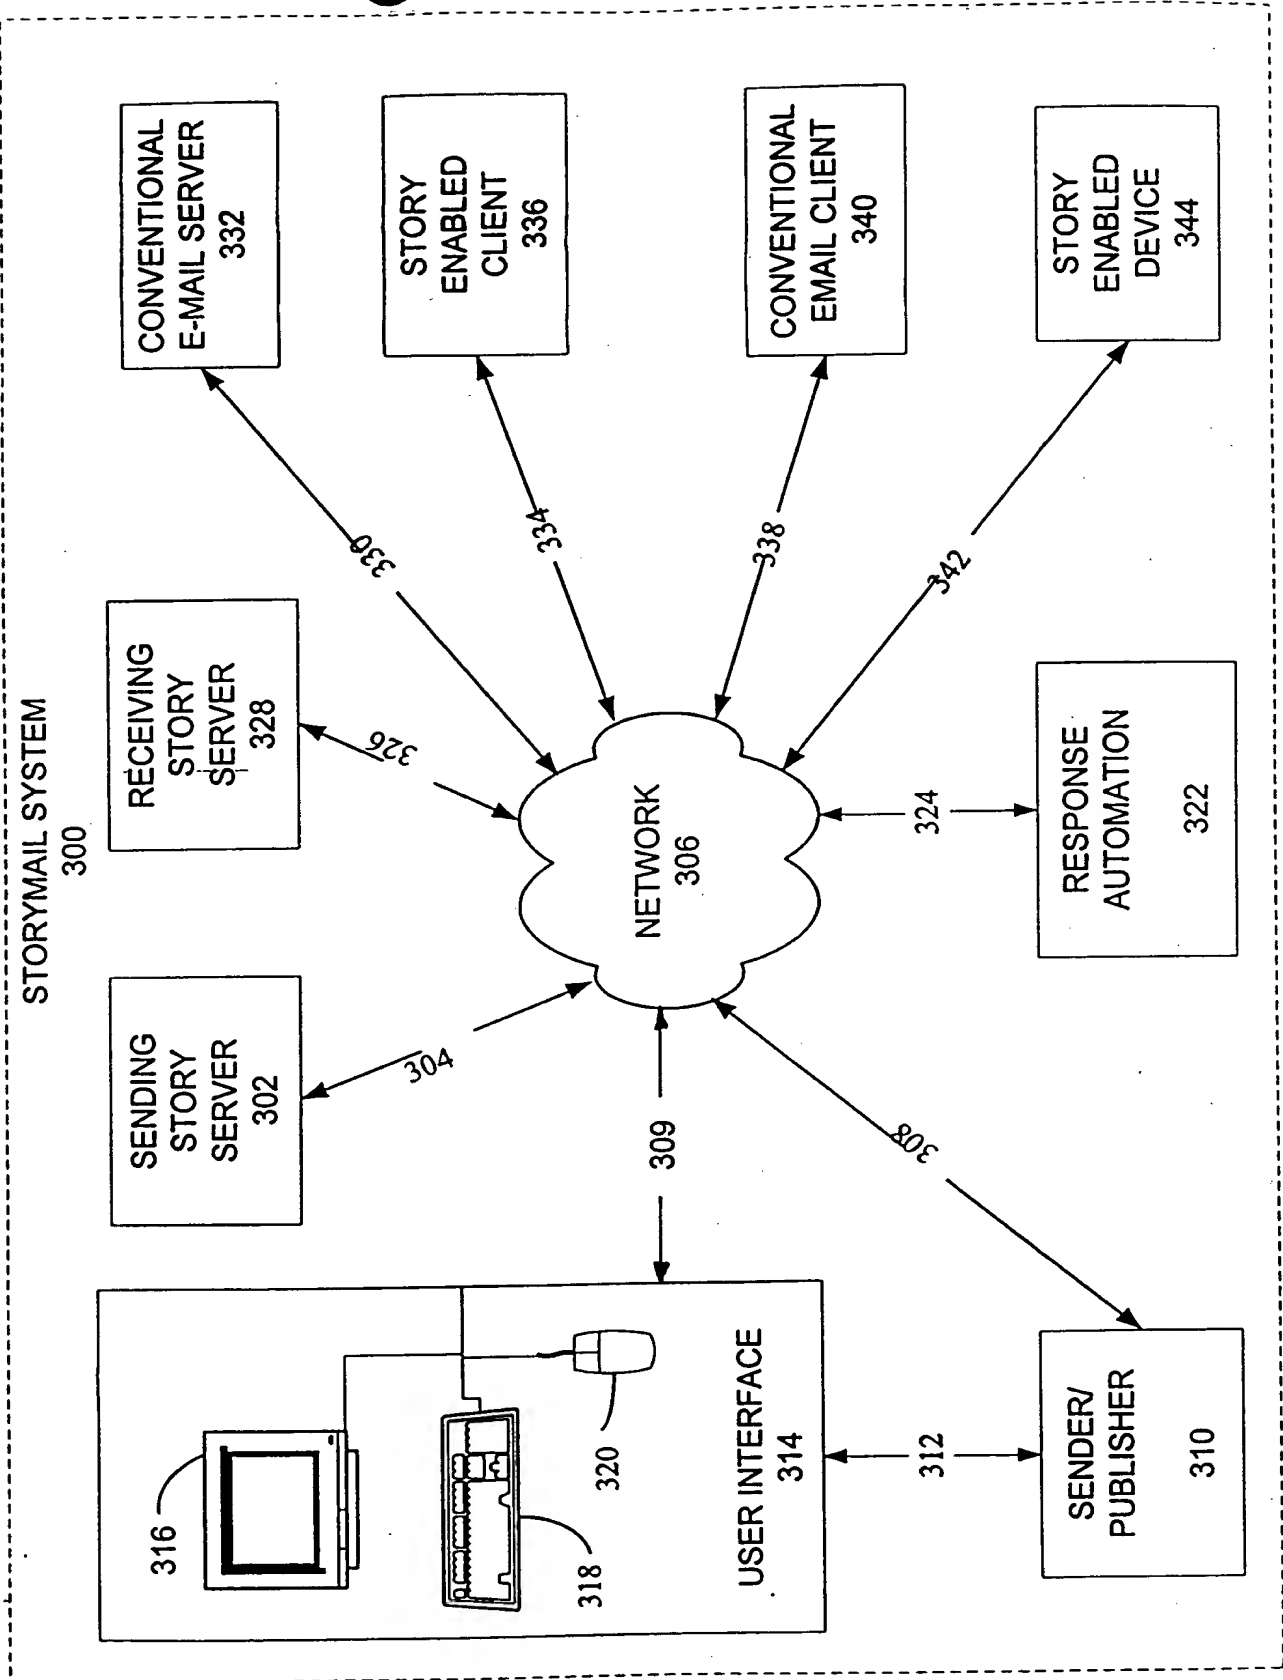 STORYMAIL SYSTEM
300
316
318
320
USER INTERFACE
314
SENDING
STORY
SERVER
302
RECEIVING
STORY
SERVER
328
CONVENTIONAL
E-MAIL SERVER
332
304
326
330
STORY
ENABLED
CLIENT
336
334
309
NETWORK
306
338
CONVENTIONAL
EMAIL CLIENT
340
312
308
324
342
SENDER/
PUBLISHER
310
RESPONSE
AUTOMATION
322
STORY
ENABLED
DEVICE
344